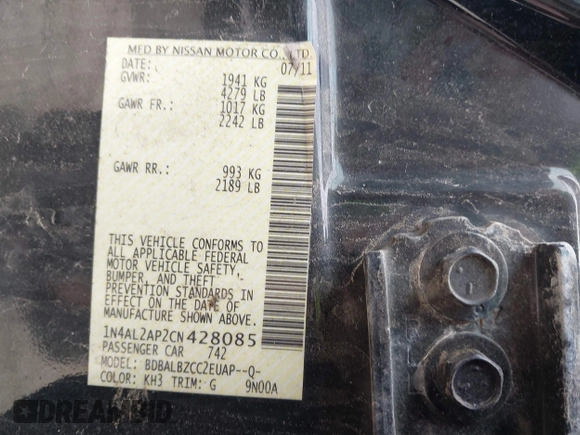 MFD BY NISSAN MOTOR CO., LTD.
DATE: 07/11
GVWR: 1941 KG
4279 LB
GAWR FR.: 1017 KG
2242 LB
GAWR RR.: 993 KG
2189 LB
THIS VEHICLE CONFORMS TO
ALL APPLICABLE FEDERAL
MOTOR VEHICLE SAFETY,
BUMPER, AND THEFT
PREVENTION STANDARDS IN
EFFECT ON THE DATE OF
MANUFACTURE SHOWN ABOVE.
1N4AL2AP2CN428085
PASSENGER CAR 742
MODEL: BDBALBZCC2EUAP--Q-
COLOR: KH3 TRIM: G 9N00A
DREAMBID